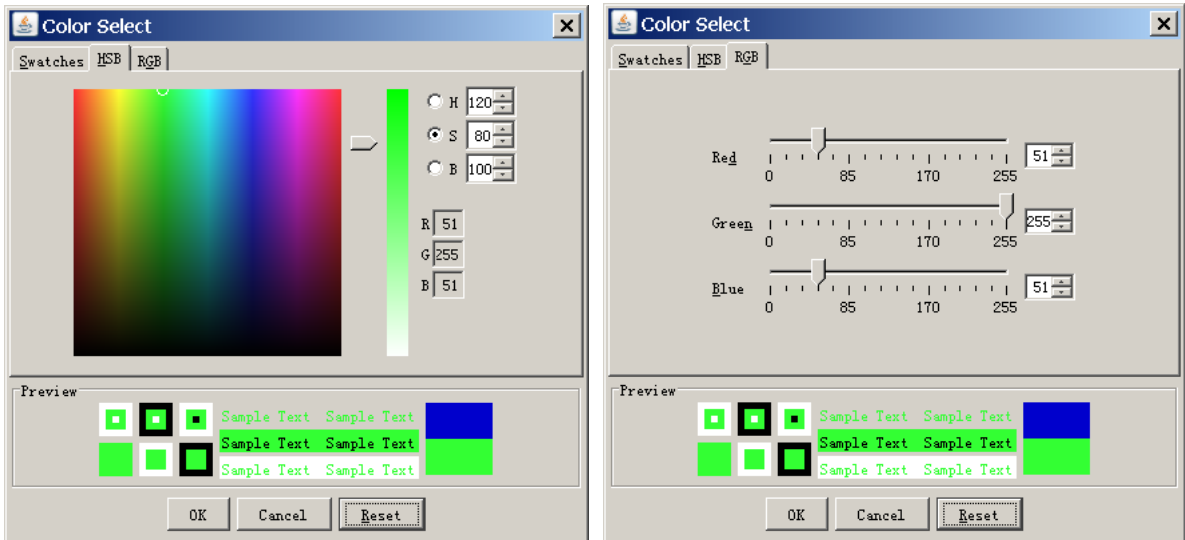 Color Select
Swatches HSB RGB
H 120
S 80
B 100
R 51
G 255
B 51
Preview
Sample Text Sample Text
Sample Text Sample Text
Sample Text Sample Text
OK Cancel Reset
Color Select
Swatches HSB RGB
Red 51
0 85 170 255
Green 255
0 85 170 255
Blue 51
0 85 170 255
Preview
Sample Text Sample Text
Sample Text Sample Text
Sample Text Sample Text
OK Cancel Reset